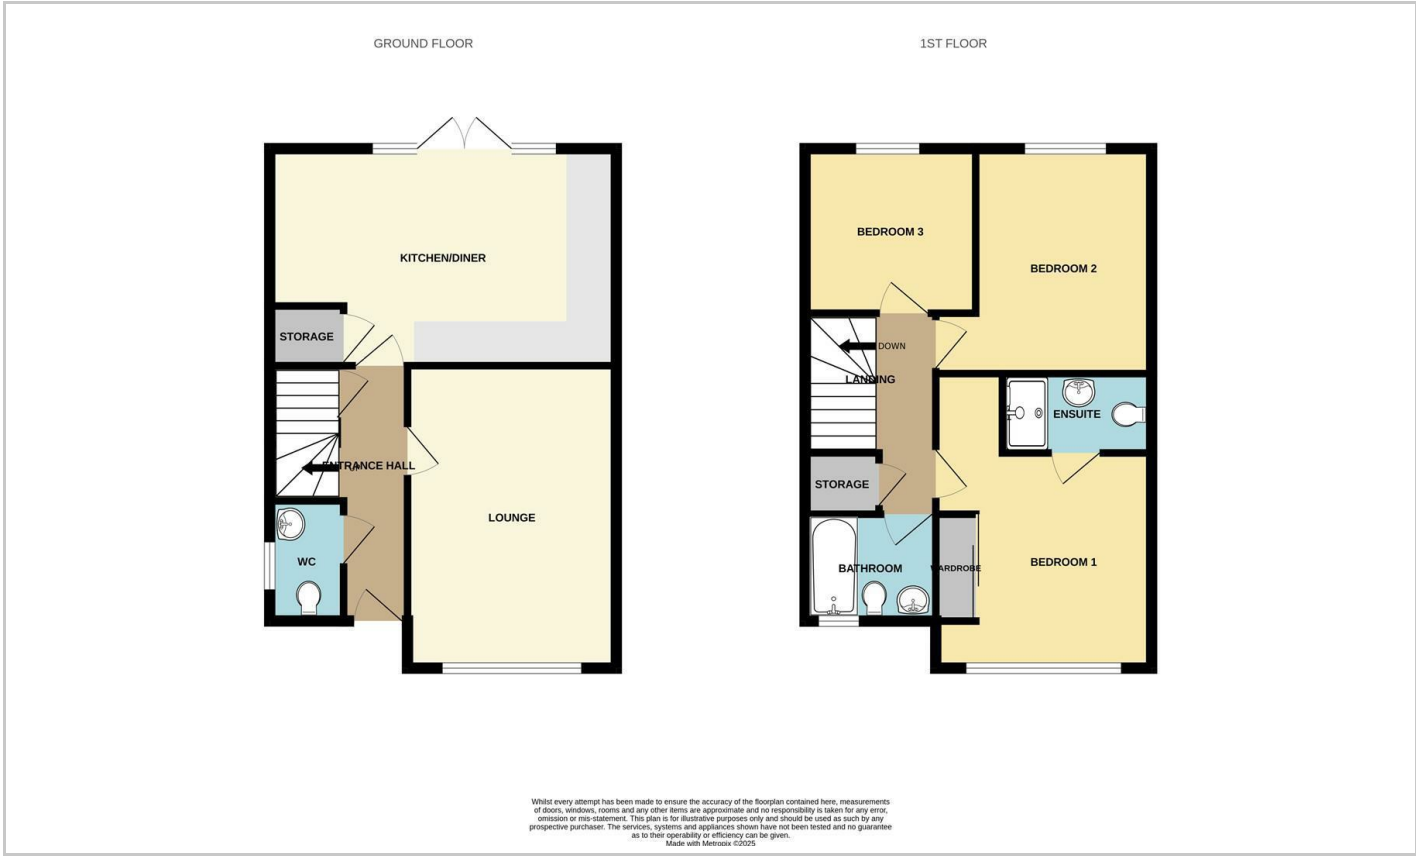 GROUND FLOOR
1ST FLOOR
KITCHEN/DINER
STORAGE
ENTRANCE HALL
UP
LOUNGE
WC
BEDROOM 3
BEDROOM 2
DOWN
LANDING
ENSUITE
STORAGE
BATHROOM
WARDROBE
BEDROOM 1
Whilst every attempt has been made to ensure the accuracy of the floorplan contained here, measurements
of doors, windows, rooms and any other items are approximate and no responsibility is taken for any error,
omission or mis-statement. This plan is for illustrative purposes only and should be used as such by any
prospective purchaser. The services, systems and appliances shown have not been tested and no guarantee
as to their operability or efficiency can be given.
Made with Metropix ©2025